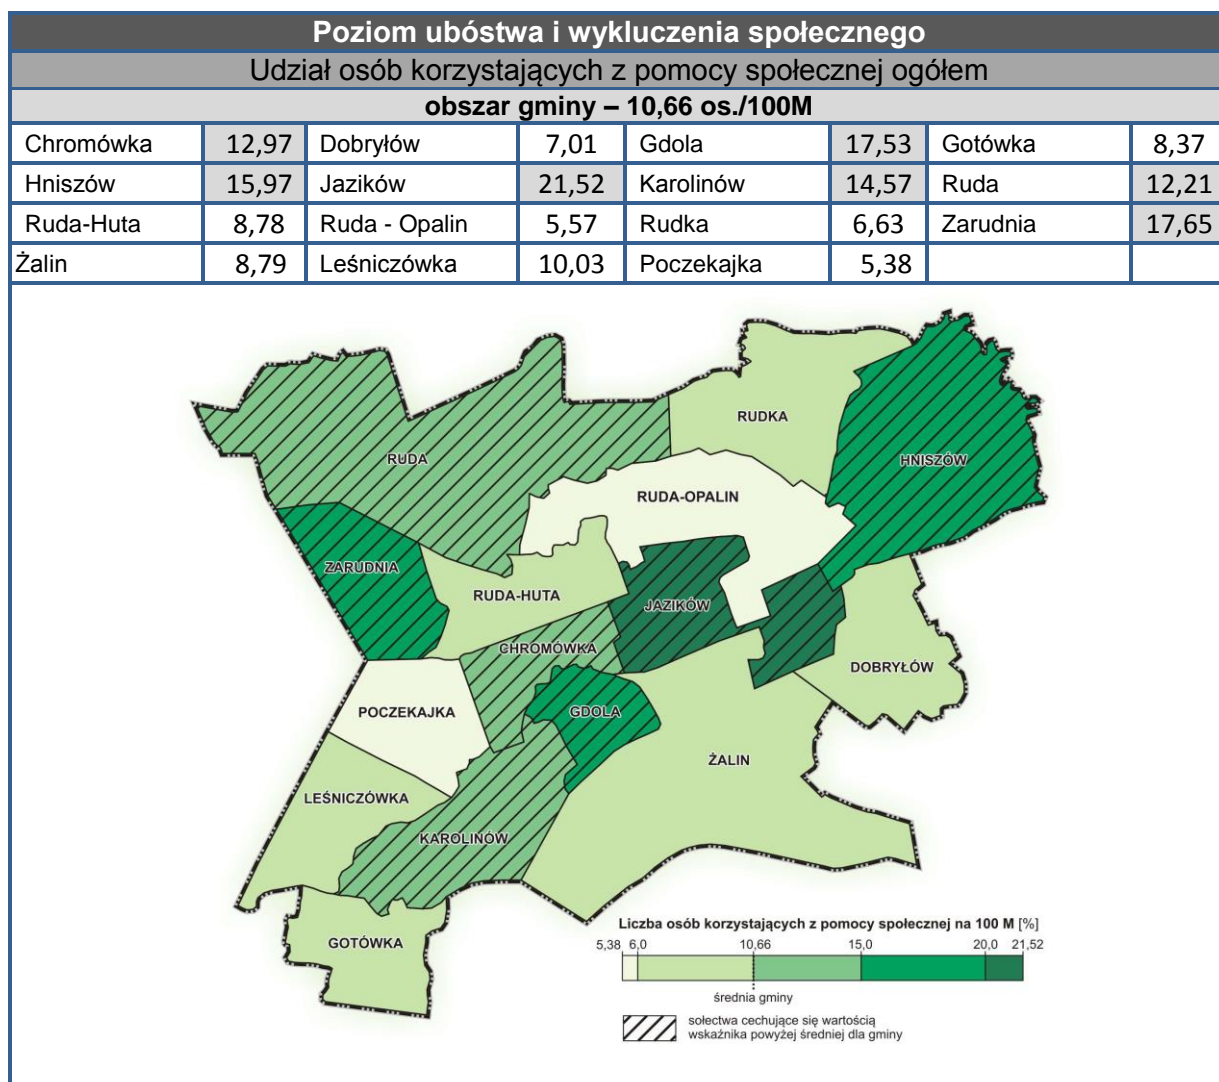 Poziom ubóstwa i wykluczenia społecznego
Udział osób korzystających z pomocy społecznej ogółem
obszar gminy – 10,66 os./100M
Chromówka 12,97 Dobryłów 7,01 Gdola 17,53 Gotówka 8,37
Hniszów 15,97 Jazików 21,52 Karolinów 14,57 Ruda 12,21
Ruda-Huta 8,78 Ruda - Opalin 5,57 Rudka 6,63 Zarudnia 17,65
Żalin 8,79 Leśniczówka 10,03 Poczekajka 5,38
RUDKA
RUDA
HNISZÓW
RUDA-OPALIN
ZARUDNIA
RUDA-HUTA
JAZIKÓW
CHROMÓWKA
DOBRYŁÓW
POCZEKAJKA
GDOLA
ŻALIN
LEŚNICZÓWKA
KAROLINÓW
GOTÓWKA
Liczba osób korzystających z pomocy społecznej na 100 M [%]
5,38 6,0 10,66 15,0 20,0 21,52
średnia gminy
sołectwa cechujące się wartością
wskaźnika powyżej średniej dla gminy